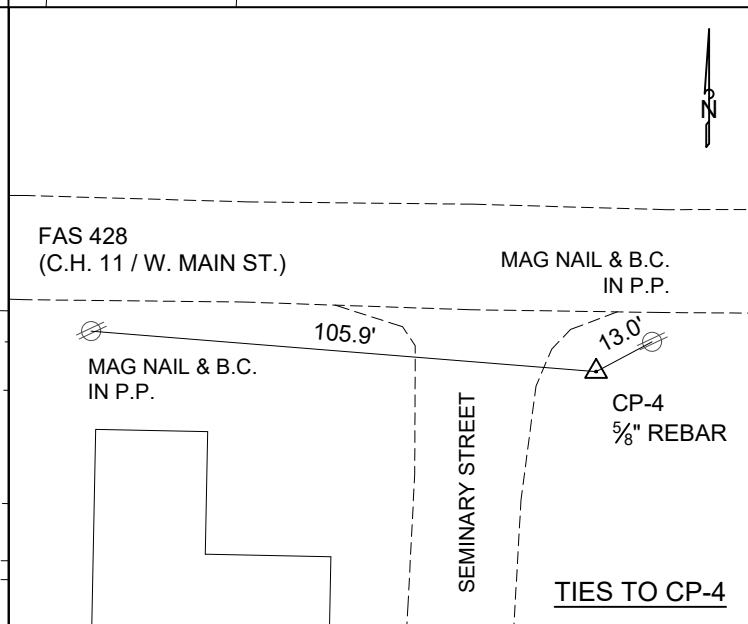 N
FAS 428
(C.H. 11 / W. MAIN ST.)
MAG NAIL & B.C.
IN P.P.
105.9'
13.0'
MAG NAIL & B.C.
IN P.P.
CP-4
⅝" REBAR
SEMINARY STREET
TIES TO CP-4